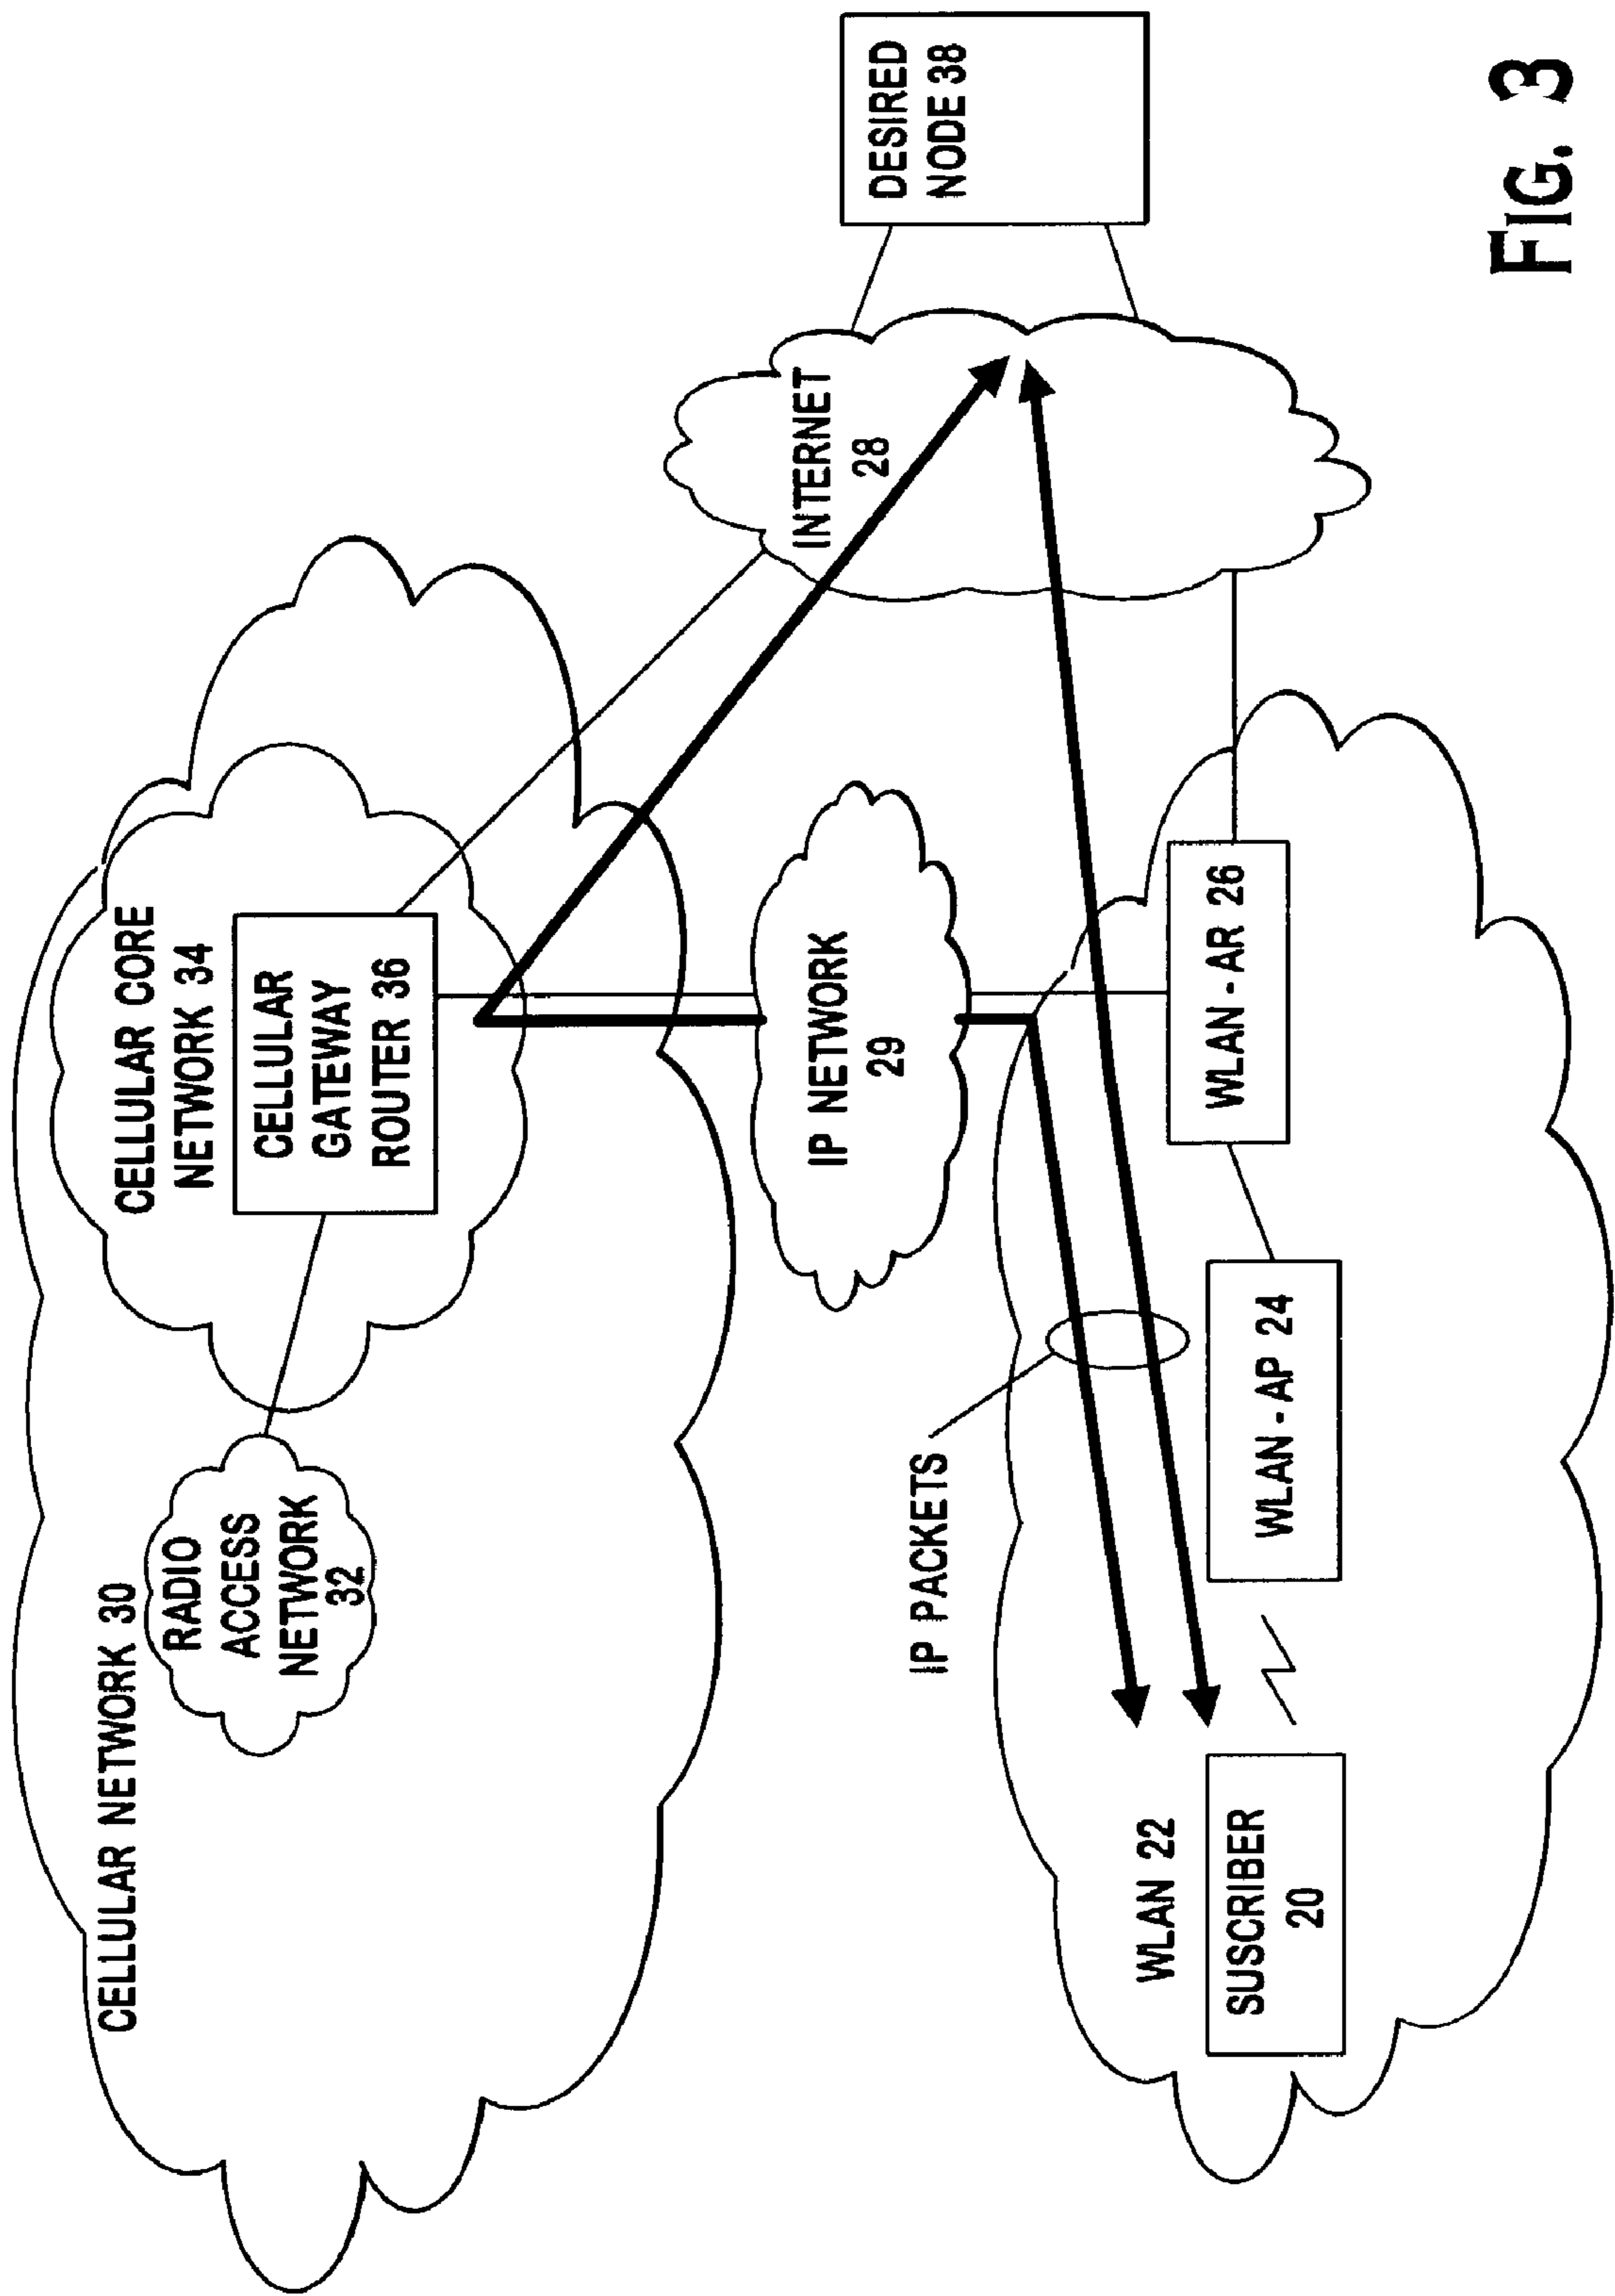 CELLULAR NETWORK 30
RADIO
ACCESS
NETWORK
32
CELLULAR CORE
NETWORK 34
CELLULAR
GATEWAY
ROUTER 36
IP NETWORK
29
INTERNET
28
DESIRED
NODE 38
IP PACKETS
WLAN 22
SUSCRIBER
20
WLAN - AP 24
WLAN - AR 26
FIG. 3